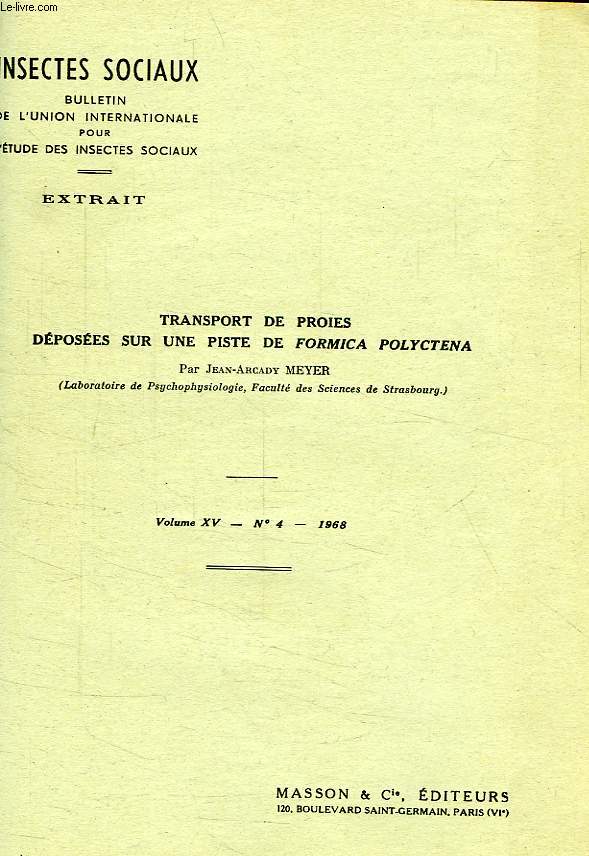 Le-livre.com
INSECTES SOCIAUX
BULLETIN
DE L'UNION INTERNATIONALE
POUR
L'ÉTUDE DES INSECTES SOCIAUX
EXTRAIT
TRANSPORT DE PROIES
DÉPOSÉES SUR UNE PISTE DE FORMICA POLYCTENA
Par JEAN-ARCADY MEYER
(Laboratoire de Psychophysiologie, Faculté des Sciences de Strasbourg.)
Volume XV — N° 4 — 1968
MASSON & Cie, ÉDITEURS
120, BOULEVARD SAINT-GERMAIN, PARIS (VIe)